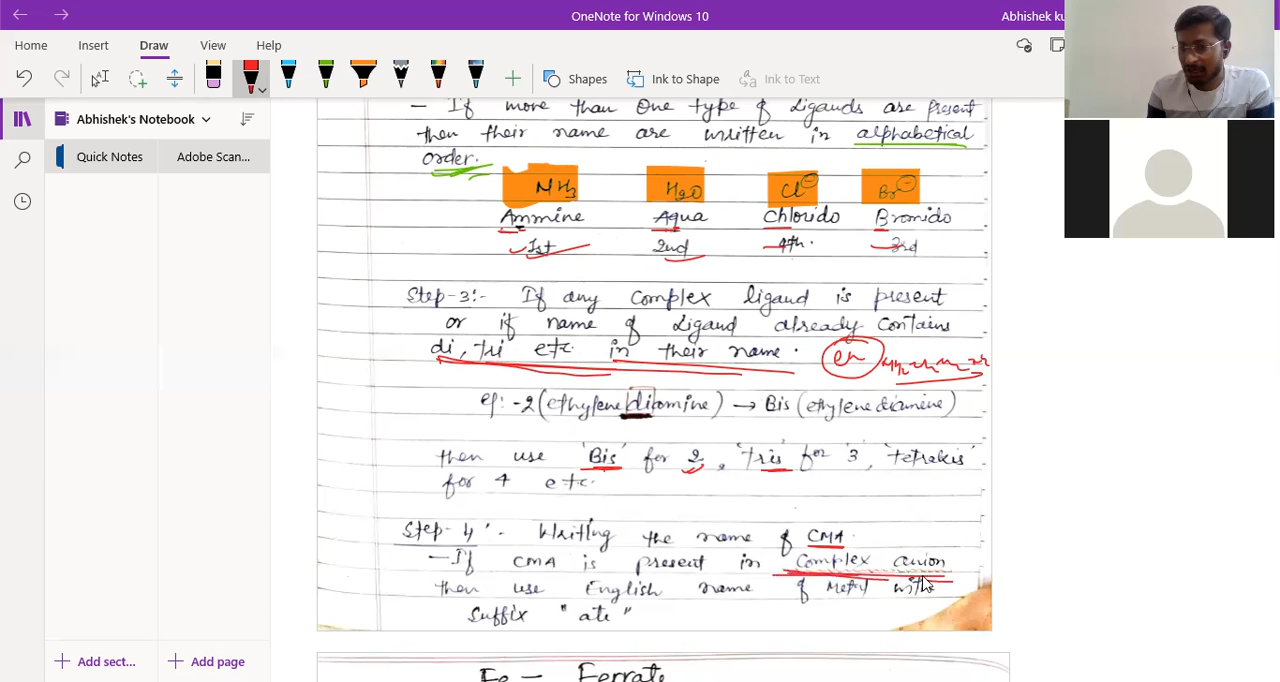 OneNote for Windows 10
Abhishek ku
Home Insert Draw View Help
Shapes Ink to Shape Ink to Text
Abhishek's Notebook
Quick Notes Adobe Scan...
- If more than One type of Ligands are present
then their name are written in alphabetical
order.
NH3 H2O Cl⊖ Br⊖
Ammine Aqua Chlorido Bromido
1st 2nd 4th. 3rd
Step-3:- If any complex ligand is present
or if name of Ligand already contains
di, tri etc in their name. en
ef:-2(ethylenediamine) → Bis(ethylenediamine)
then use 'Bis' for 2, 'tris' for '3, 'tetrakis'
for 4 etc.
Step-4:- Writing the name of CMA.
-If CMA is present in Complex anion
then use English name of Metal with
Suffix "ate"
Fe - Ferrate
Add sect... Add page